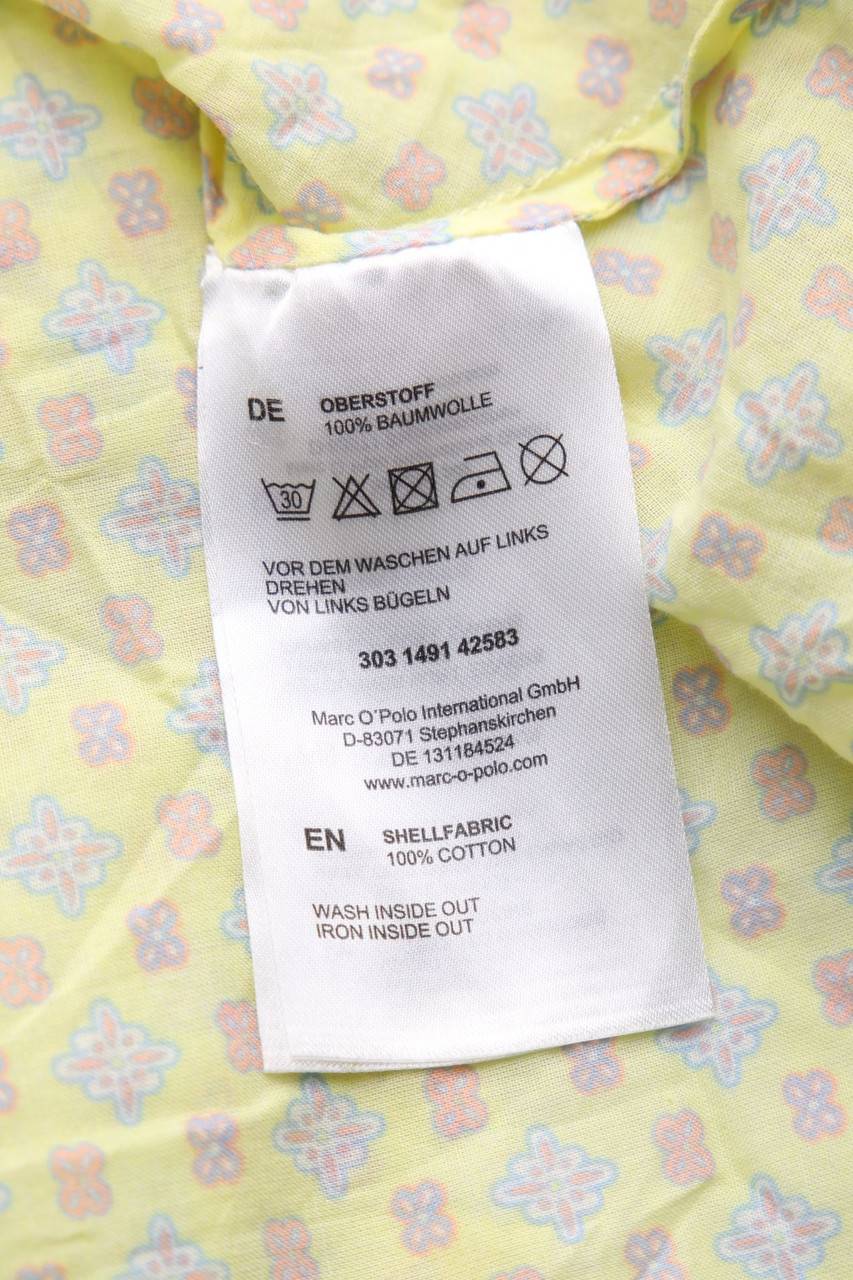 DE OBERSTOFF
100% BAUMWOLLE
30
VOR DEM WASCHEN AUF LINKS
DREHEN
VON LINKS BÜGELN
303 1491 42583
Marc O´Polo International GmbH
D-83071 Stephanskirchen
DE 131184524
www.marc-o-polo.com
EN SHELLFABRIC
100% COTTON
WASH INSIDE OUT
IRON INSIDE OUT